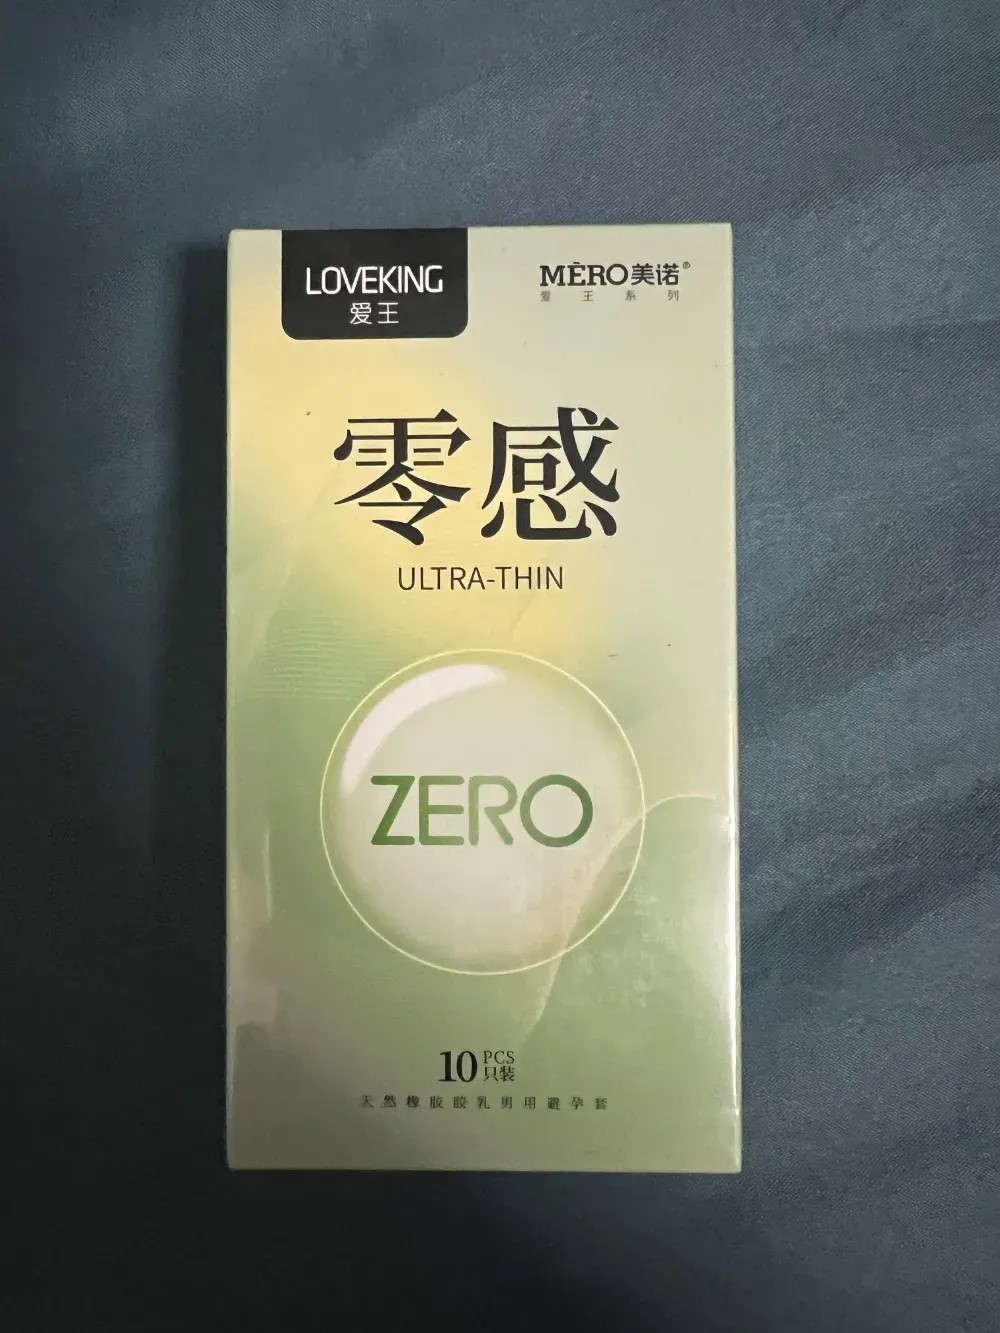 LOVEKING
爱王
MÈRO美诺®
爱王系列
零感
ULTRA-THIN
ZERO
10 PCS
只装
天然橡胶胶乳男用避孕套